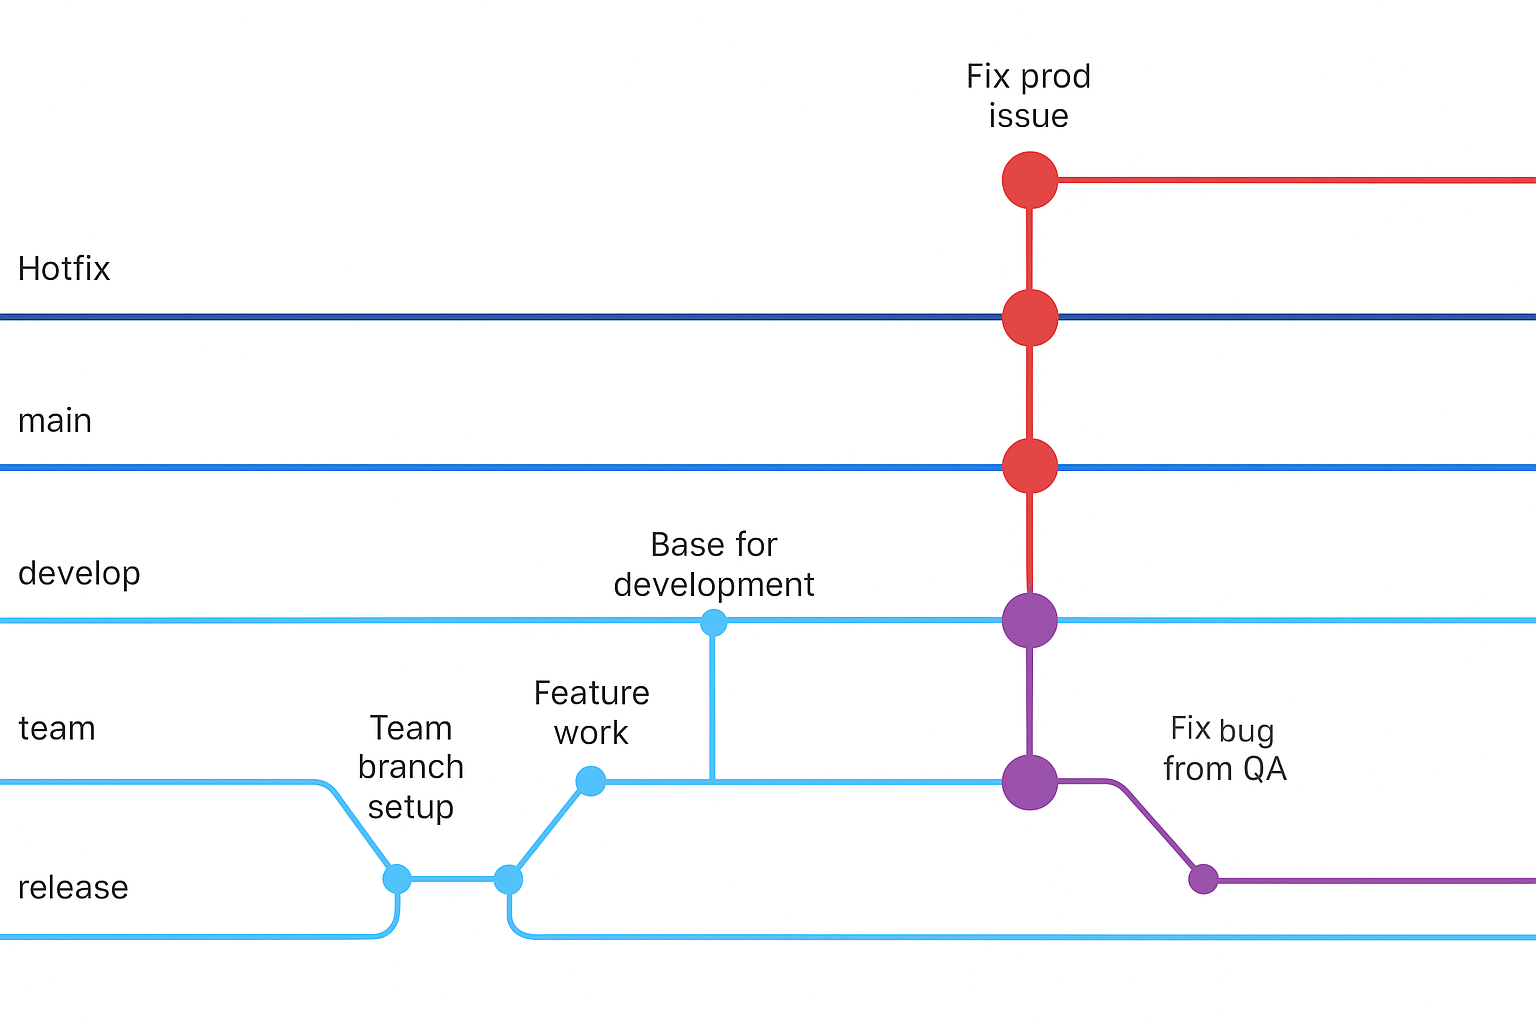 Fix prod
issue
Hotfix
main
develop
Base for
development
team
Team
branch
setup
Feature
work
Fix bug
from QA
release